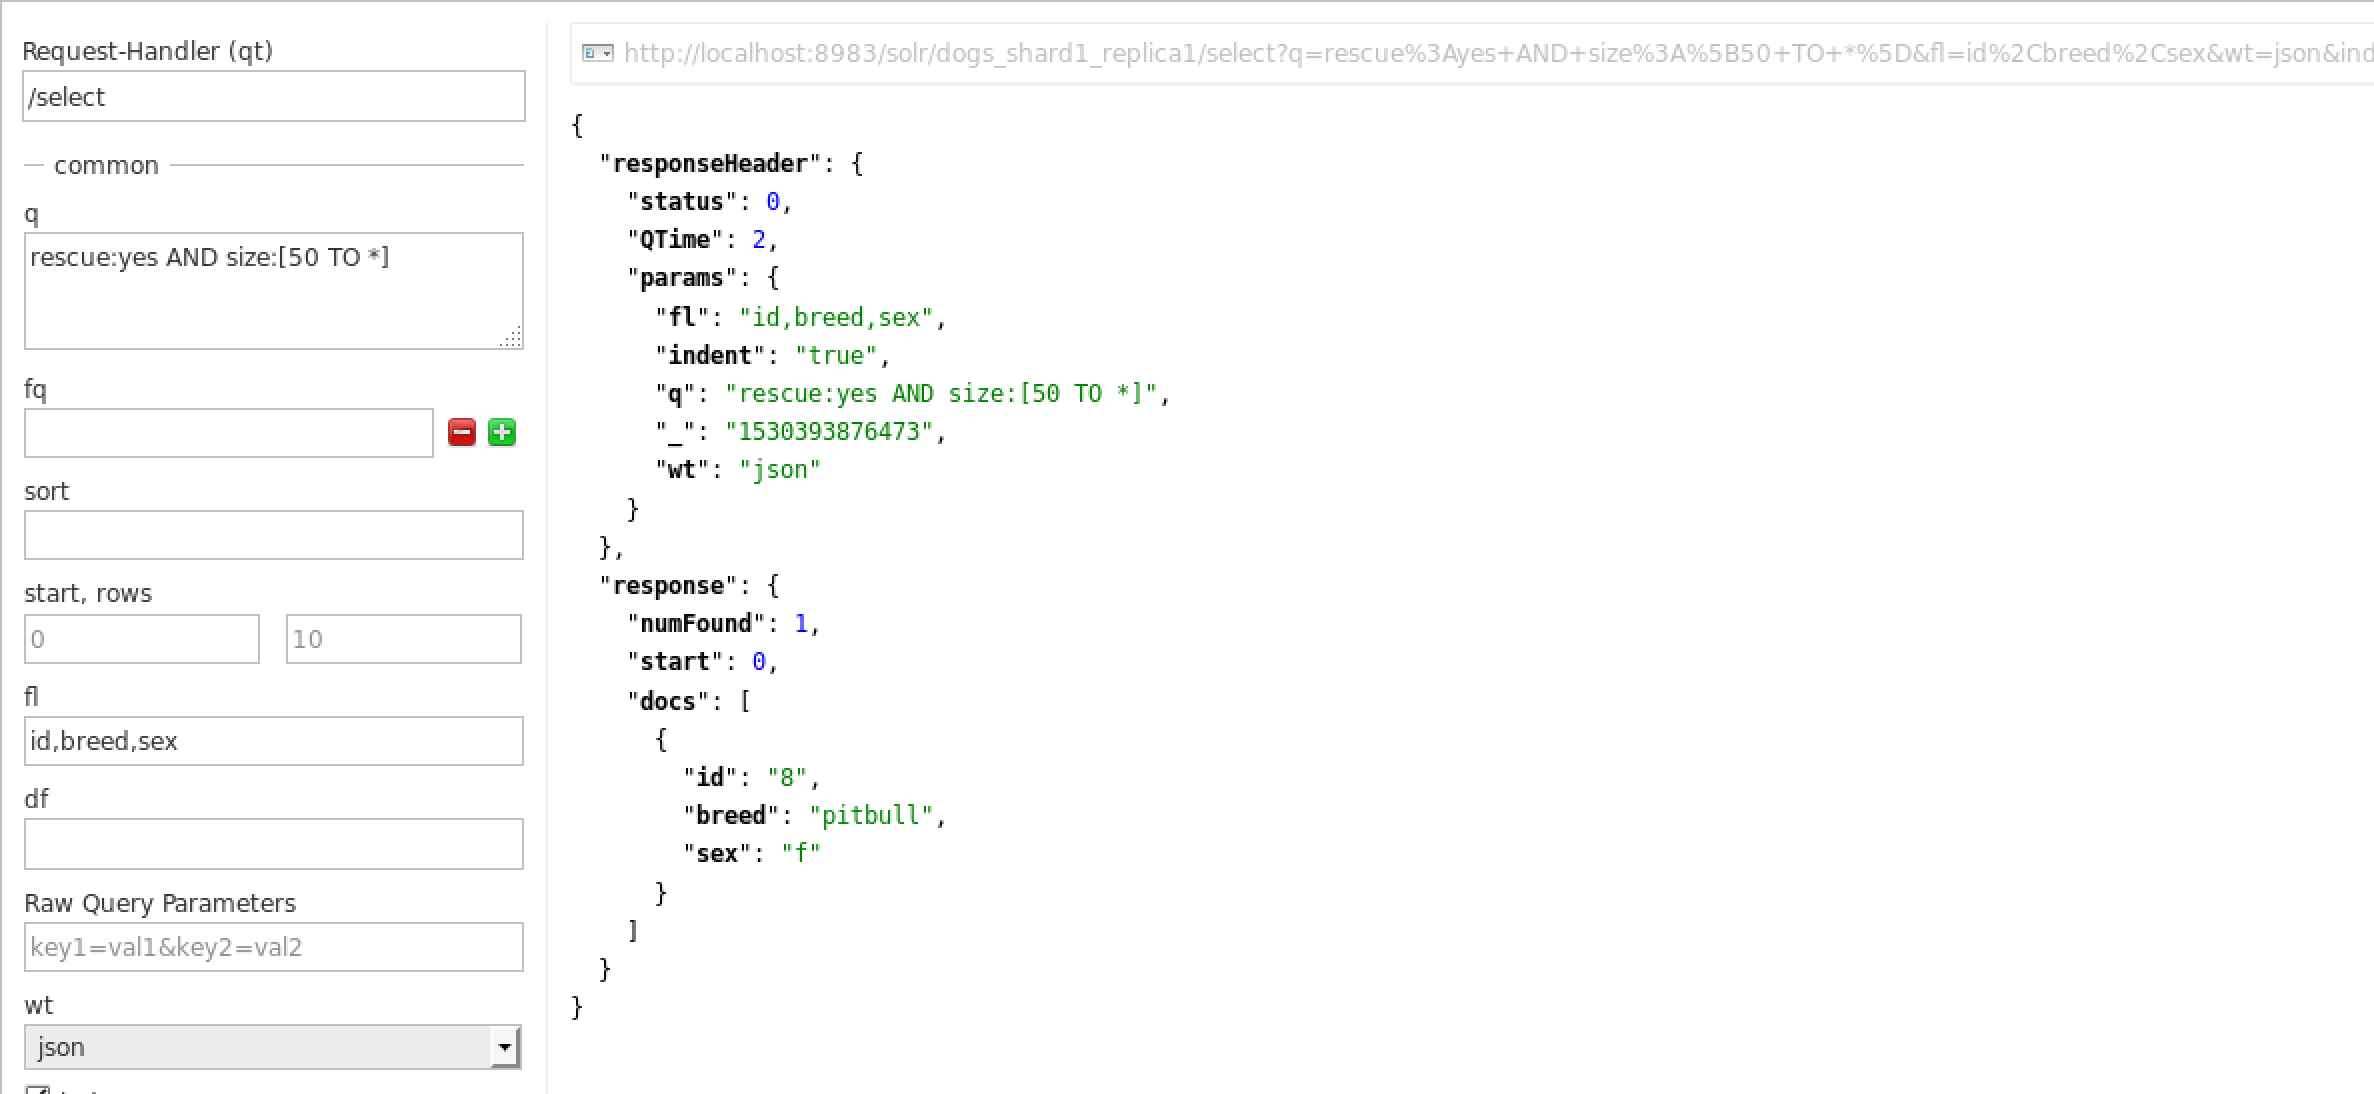 Request-Handler (qt)
/select
common
q
rescue:yes AND size:[50 TO *]
fq
sort
start, rows
0 10
fl
id,breed,sex
df
Raw Query Parameters
key1=val1&key2=val2
wt
json
http://localhost:8983/solr/dogs_shard1_replica1/select?q=rescue%3Ayes+AND+size%3A%5B50+TO+*%5D&fl=id%2Cbreed%2Csex&wt=json&ind
{
"responseHeader": {
"status": 0,
"QTime": 2,
"params": {
"fl": "id,breed,sex",
"indent": "true",
"q": "rescue:yes AND size:[50 TO *]",
"_": "1530393876473",
"wt": "json"
}
},
"response": {
"numFound": 1,
"start": 0,
"docs": [
{
"id": "8",
"breed": "pitbull",
"sex": "f"
}
]
}
}